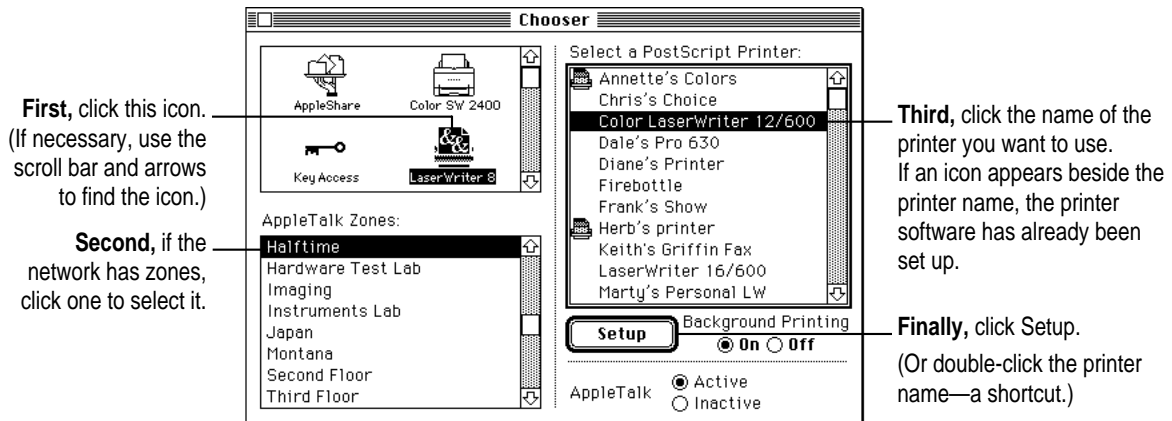 Chooser
First, click this icon.
(If necessary, use the
scroll bar and arrows
to find the icon.)
Second, if the
network has zones,
click one to select it.
AppleShare
Color SW 2400
Key Access
LaserWriter 8
AppleTalk Zones:
Halftime
Hardware Test Lab
Imaging
Instruments Lab
Japan
Montana
Second Floor
Third Floor
Select a PostScript Printer:
Annette's Colors
Chris's Choice
Color LaserWriter 12/600
Dale's Pro 630
Diane's Printer
Firebottle
Frank's Show
Herb's printer
Keith's Griffin Fax
LaserWriter 16/600
Marty's Personal LW
Setup
Background Printing
On Off
AppleTalk
Active
Inactive
Third, click the name of the
printer you want to use.
If an icon appears beside the
printer name, the printer
software has already been
set up.
Finally, click Setup.
(Or double-click the printer
name—a shortcut.)